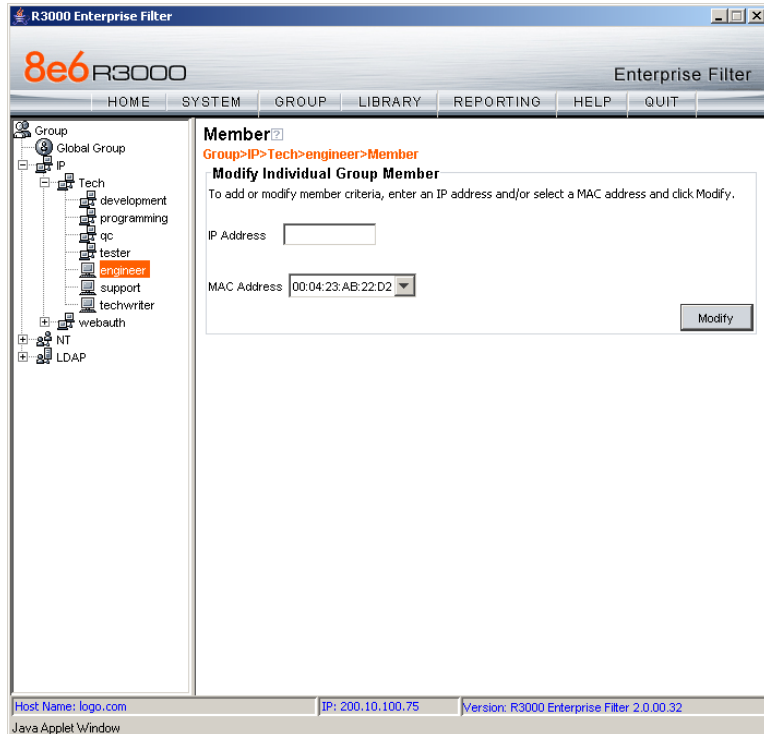 R3000 Enterprise Filter
8e6 R3000
Enterprise Filter
HOME SYSTEM GROUP LIBRARY REPORTING HELP QUIT
Group
Global Group
IP
Tech
development
programming
qc
tester
engineer
support
techwriter
webauth
NT
LDAP
Member?
Group>IP>Tech>engineer>Member
Modify Individual Group Member
To add or modify member criteria, enter an IP address and/or select a MAC address and click Modify.
IP Address
MAC Address 00:04:23:AB:22:D2
Modify
Host Name: logo.com IP: 200.10.100.75 Version: R3000 Enterprise Filter 2.0.00.32
Java Applet Window